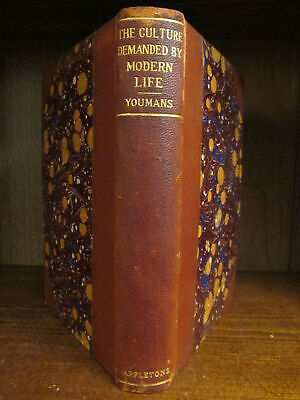 THE CULTURE
DEMANDED BY
MODERN
LIFE
YOUMANS
APPLETONS